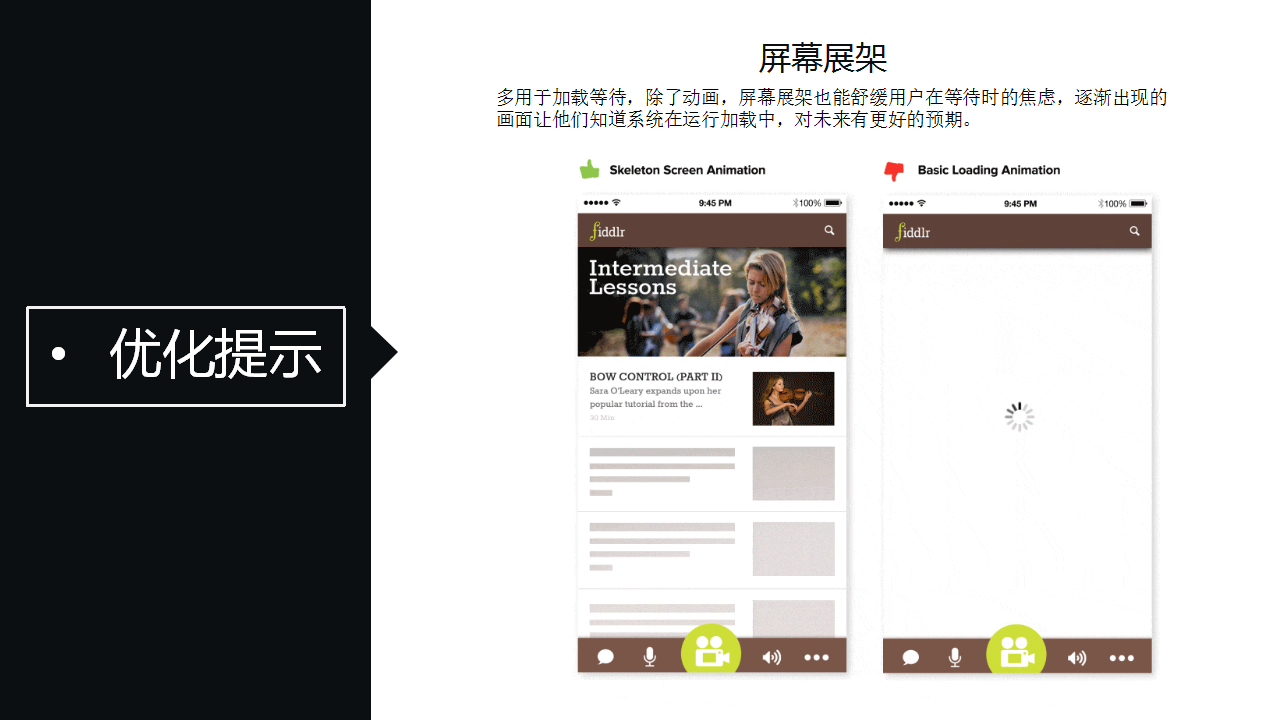 屏幕展架
多用于加载等待，除了动画，屏幕展架也能舒缓用户在等待时的焦虑，逐渐出现的
画面让他们知道系统在运行加载中，对未来有更好的预期。
• 优化提示
Skeleton Screen Animation
9:45 PM
100%
fiddlr
Intermediate
Lessons
BOW CONTROL (PART II)
Sara O'Leary expands upon her
popular tutorial from the ...
30 Min
Basic Loading Animation
9:45 PM
100%
fiddlr